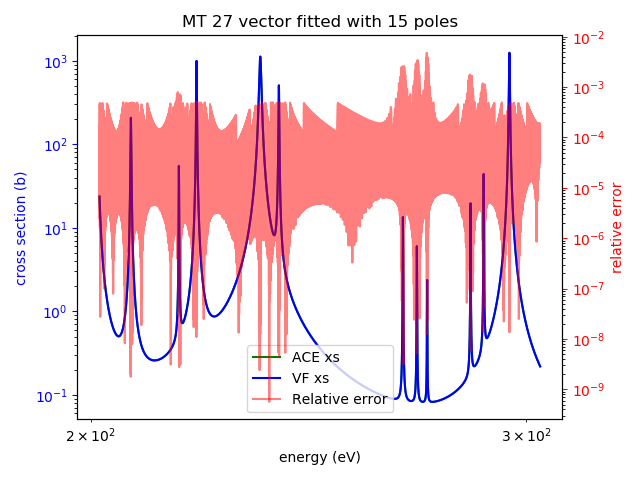 MT 27 vector fitted with 15 poles
cross section (b)
10³
10²
10¹
10⁰
10⁻¹
10⁻²
10⁻³
10⁻⁴
10⁻⁵
10⁻⁶
10⁻⁷
10⁻⁸
10⁻⁹
relative error
ACE xs
VF xs
Relative error
2 × 10²
3 × 10²
energy (eV)